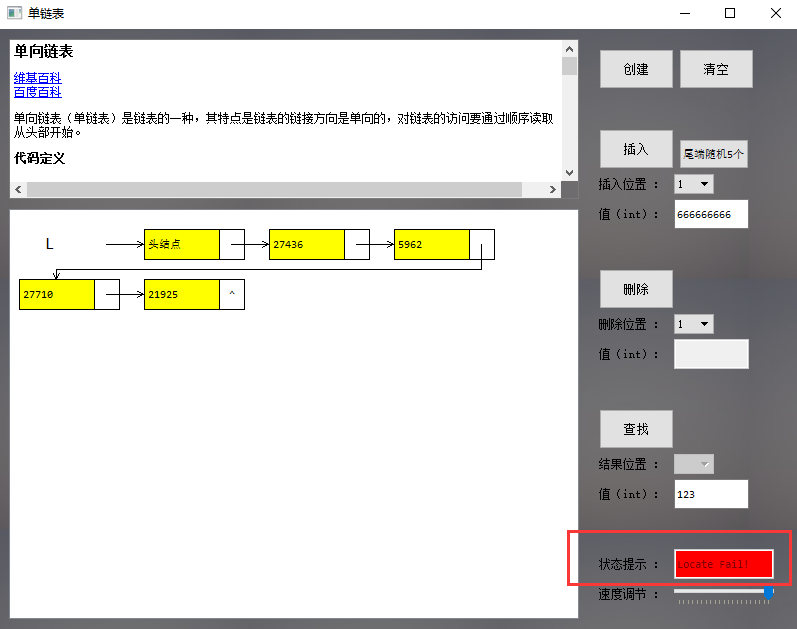 单链表
单向链表
维基百科
百度百科
单向链表（单链表）是链表的一种，其特点是链表的链接方向是单向的，对链表的访问要通过顺序读取
从头部开始。
代码定义
创建
清空
插入
尾端随机5个
插入位置：
1
值（int）：
666666666
删除
删除位置：
1
值（int）：
查找
结果位置：
值（int）：
123
状态提示：
Locate Fail!
速度调节：
L
头结点
27436
5962
27710
21925
^